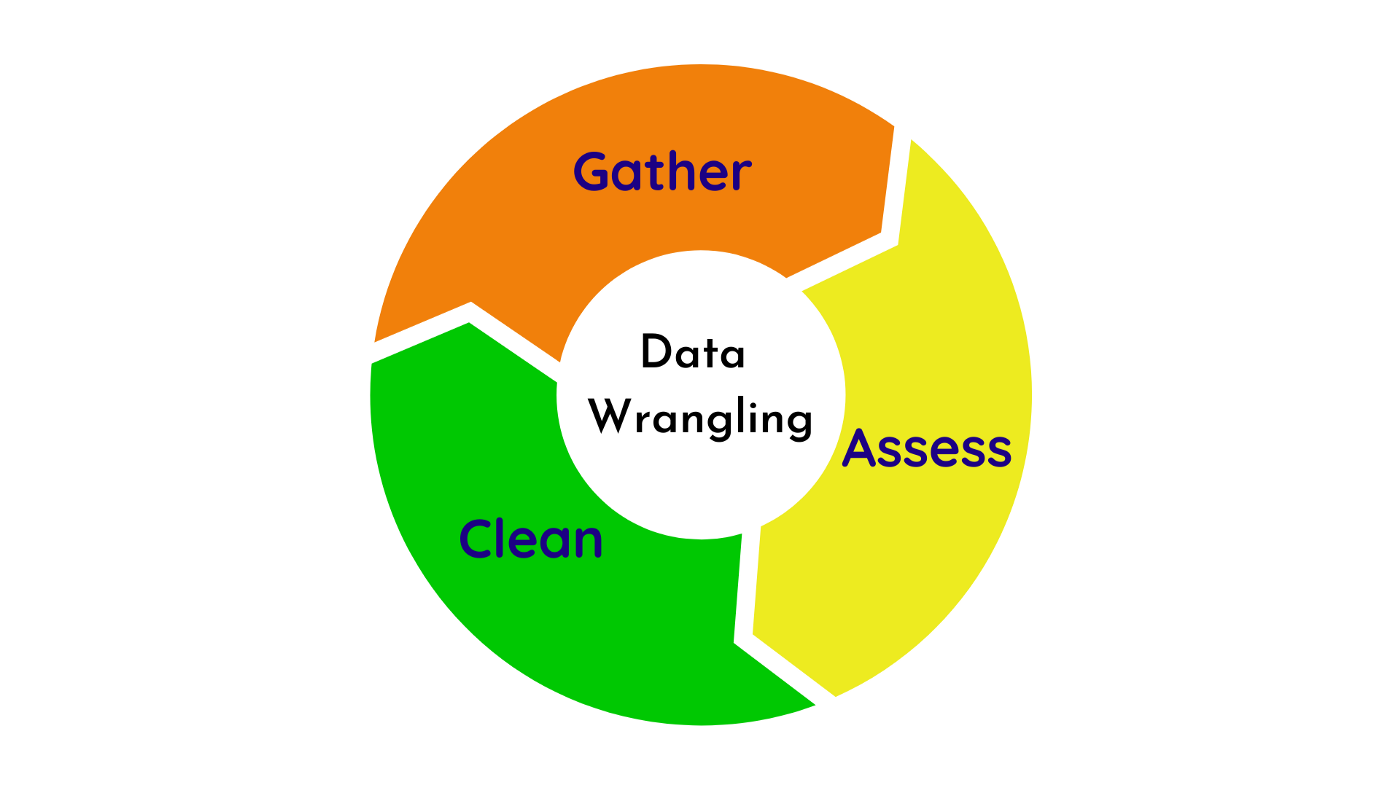 Gather
Data
Wrangling
Assess
Clean